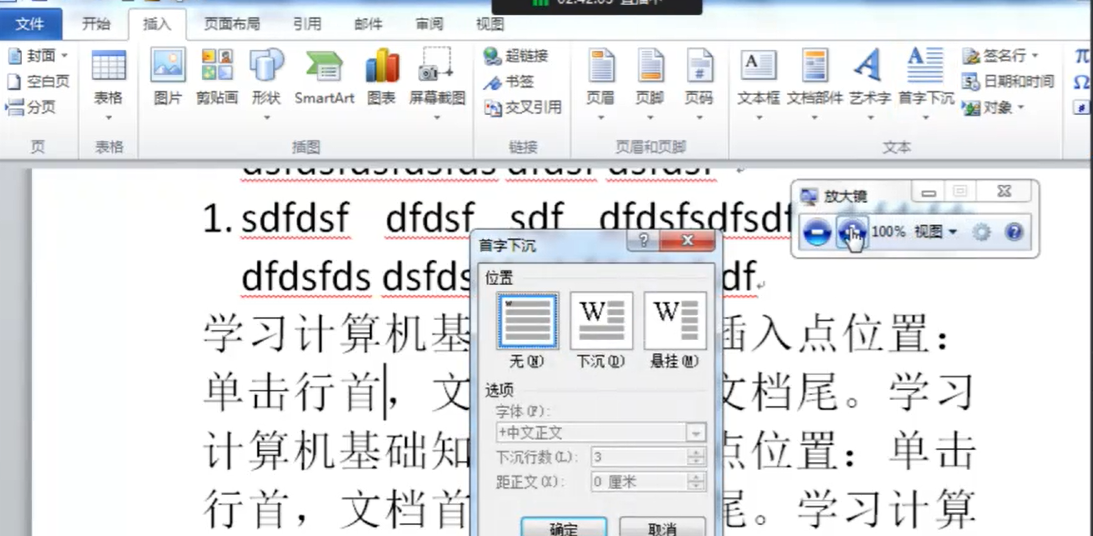 文件 开始 插入 页面布局 引用 邮件 审阅 视图
封面 空白页 分页
表格
图片 剪贴画 形状 SmartArt 图表 屏幕截图
超链接 书签 交叉引用
页眉 页脚 页码
文本框 文档部件 艺术字 首字下沉
签名行 日期和时间 对象
π
Ω
页 表格 插图 链接 页眉和页脚 文本
放大镜
100% 视图
1. sdfdsf dfdsf sdf dfdsfsdfsdf
dfdsfds dsfds df
学习计算机基 插入点位置：
单击行首，文 文档尾。学习
计算机基础知 点位置：单击
行首，文档首 尾。学习计算
首字下沉
位置
无(N) 下沉(D) 悬挂(M)
选项
字体(F)：
+中文正文
下沉行数(L)： 3
距正文(X)： 0 厘米
确定 取消